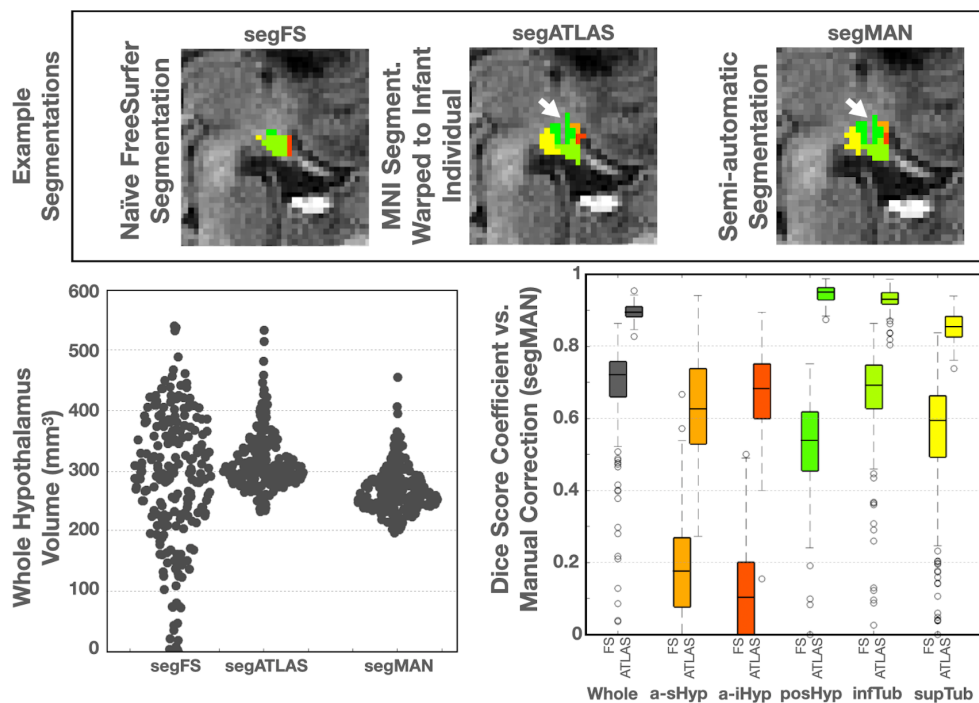 segFS
segATLAS
segMAN
Example
Segmentations
Naïve FreeSurfer
Segmentation
MNI Segment.
Warped to Infant
Individual
Semi-automatic
Segmentation
Whole Hypothalamus
Volume (mm³)
600
500
400
300
200
100
0
segFS
segATLAS
segMAN
Dice Score Coefficient vs.
Manual Correction (segMAN)
1
0.8
0.6
0.4
0.2
0
FS
ATLAS
FS
ATLAS
FS
ATLAS
FS
ATLAS
FS
ATLAS
FS
ATLAS
Whole
a-sHyp
a-iHyp
posHyp
infTub
supTub